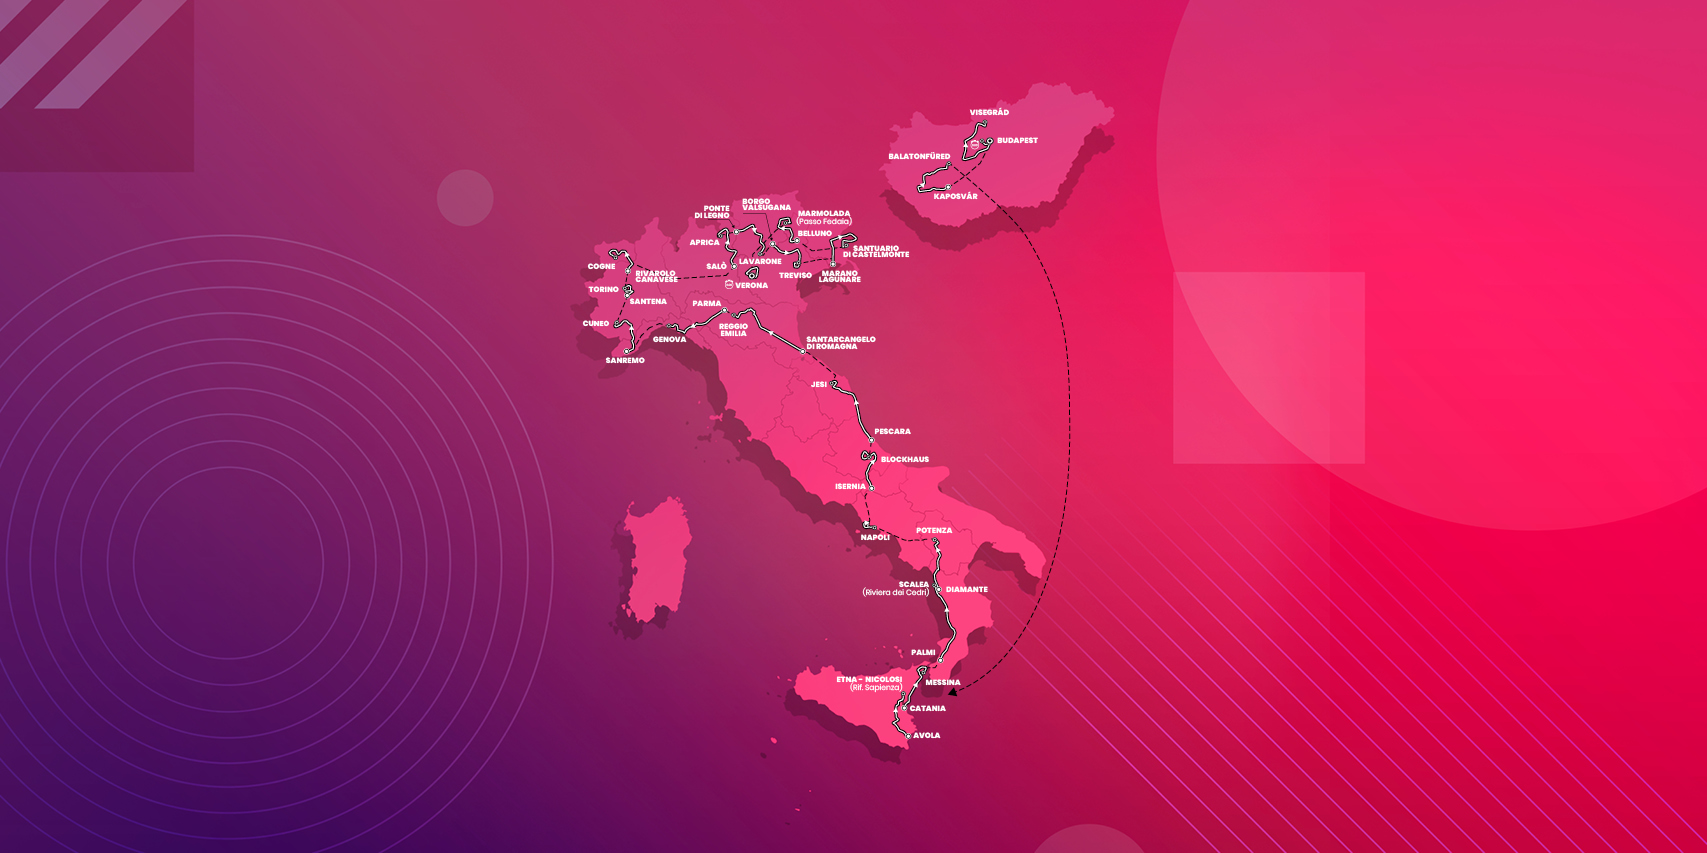 VISEGRÁD
BUDAPEST
BALATONFÜRED
KAPOSVÁR
PONTE
DI LEGNO
BORGO
VALSUGANA
MARMOLADA
(Passo Fedaia)
APRICA
BELLUNO
SANTUARIO
DI CASTELMONTE
COGNE
SALÒ
LAVARONE
RIVAROLO
CANAVESE
TREVISO
MARANO
LAGUNARE
VERONA
TORINO
SANTENA
PARMA
CUNEO
REGGIO
EMILIA
GENOVA
SANTARCANGELO
DI ROMAGNA
SANREMO
JESI
PESCARA
BLOCKHAUS
ISERNIA
NAPOLI
POTENZA
SCALEA
(Riviera dei Cedri)
DIAMANTE
PALMI
ETNA - NICOLOSI
(Rif. Sapienza)
MESSINA
CATANIA
AVOLA